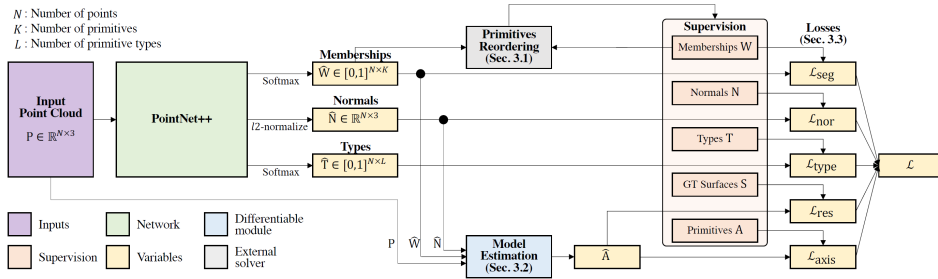 N : Number of points
K : Number of primitives
L : Number of primitive types
Input
Point Cloud
P ∈ ℝ^{N×3}
PointNet++
Softmax
l2-normalize
Softmax
Memberships
Ŵ ∈ [0,1]^{N×K}
Normals
N̂ ∈ ℝ^{N×3}
Types
T̂ ∈ [0,1]^{N×L}
Primitives
Reordering
(Sec. 3.1)
Supervision
Memberships W
Normals N
Types T
GT Surfaces S
Primitives A
Losses
(Sec. 3.3)
ℒ_seg
ℒ_nor
ℒ_type
ℒ_res
ℒ_axis
ℒ
P
Ŵ
N̂
Model
Estimation
(Sec. 3.2)
Â
Inputs
Network
Differentiable
module
Supervision
Variables
External
solver